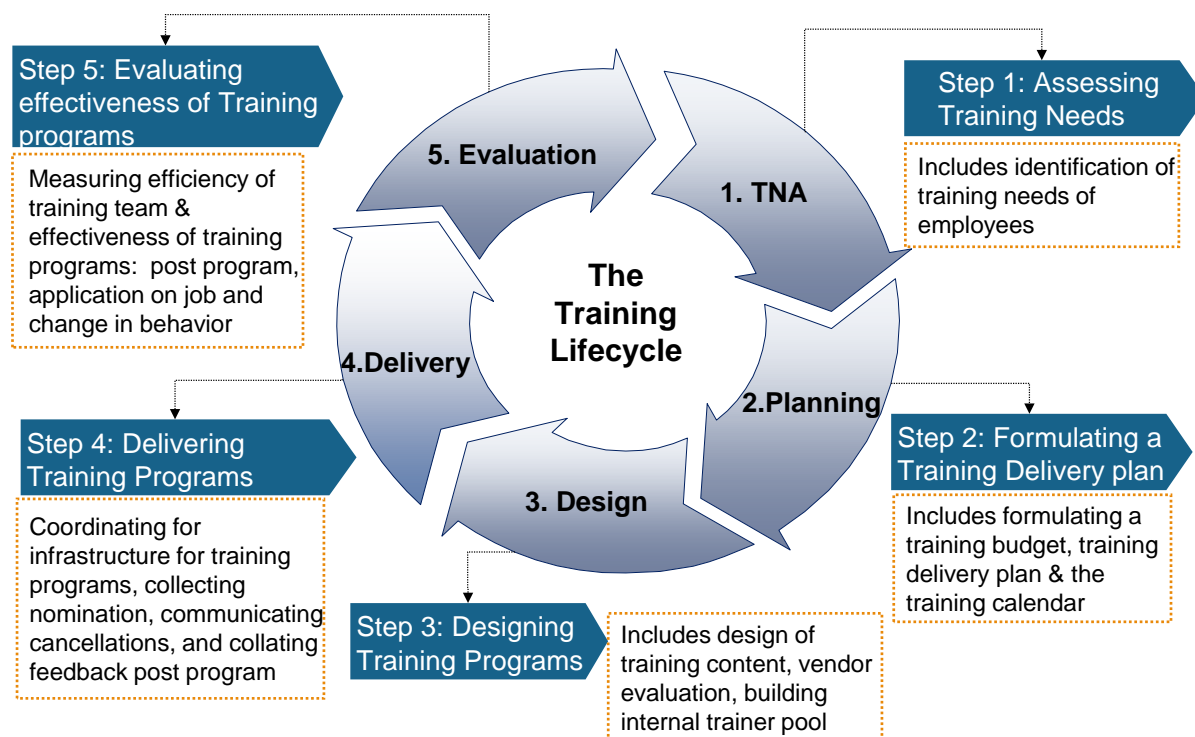 Step 5: Evaluating
effectiveness of Training
programs
Measuring efficiency of
training team &
effectiveness of training
programs: post program,
application on job and
change in behavior
Step 1: Assessing
Training Needs
Includes identification of
training needs of
employees
5. Evaluation
1. TNA
The
Training
Lifecycle
4.Delivery
2.Planning
3. Design
Step 4: Delivering
Training Programs
Coordinating for
infrastructure for training
programs, collecting
nomination, communicating
cancellations, and collating
feedback post program
Step 2: Formulating a
Training Delivery plan
Includes formulating a
training budget, training
delivery plan & the
training calendar
Step 3: Designing
Training Programs
Includes design of
training content, vendor
evaluation, building
internal trainer pool